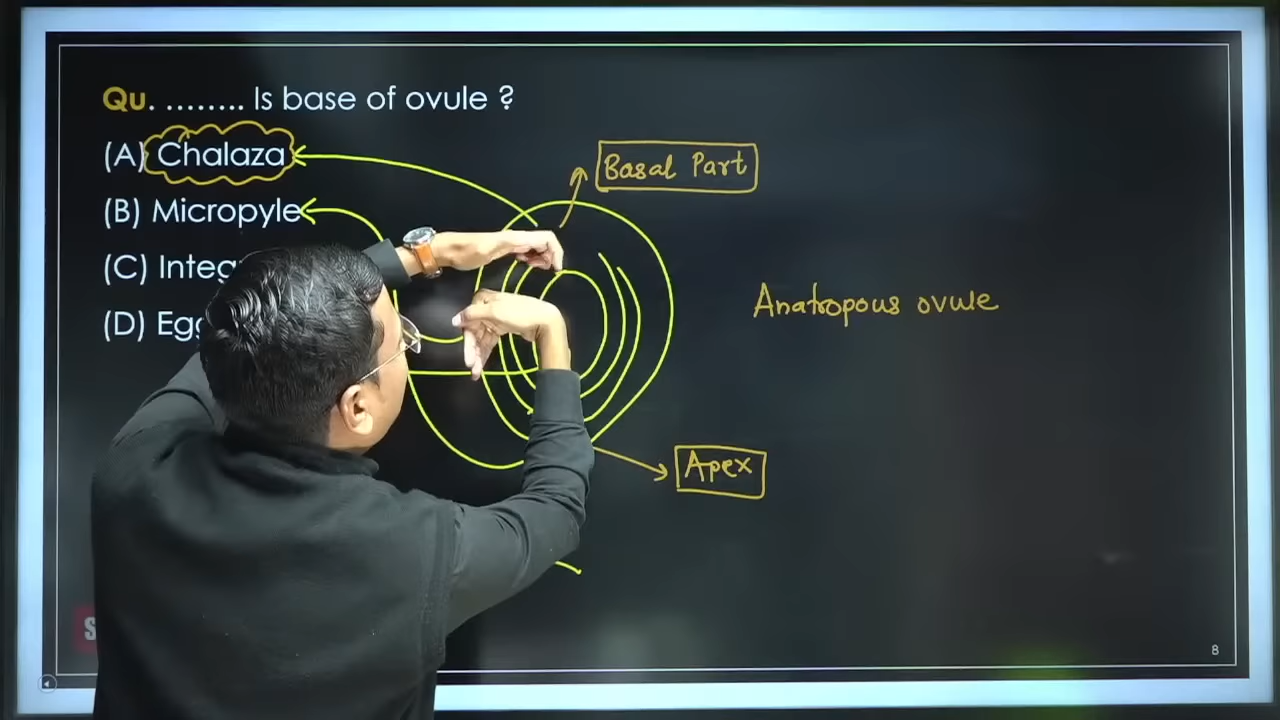 Qu. ........ Is base of ovule ?
(A) Chalaza
(B) Micropyle
(C) Integ
(D) Egg
Basal Part
Anatropous ovule
Apex
S
8